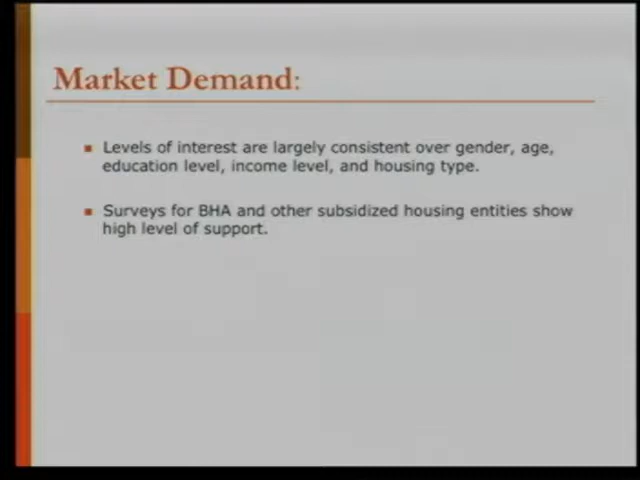 Market Demand:
Levels of interest are largely consistent over gender, age,
education level, income level, and housing type.
Surveys for BHA and other subsidized housing entities show
high level of support.